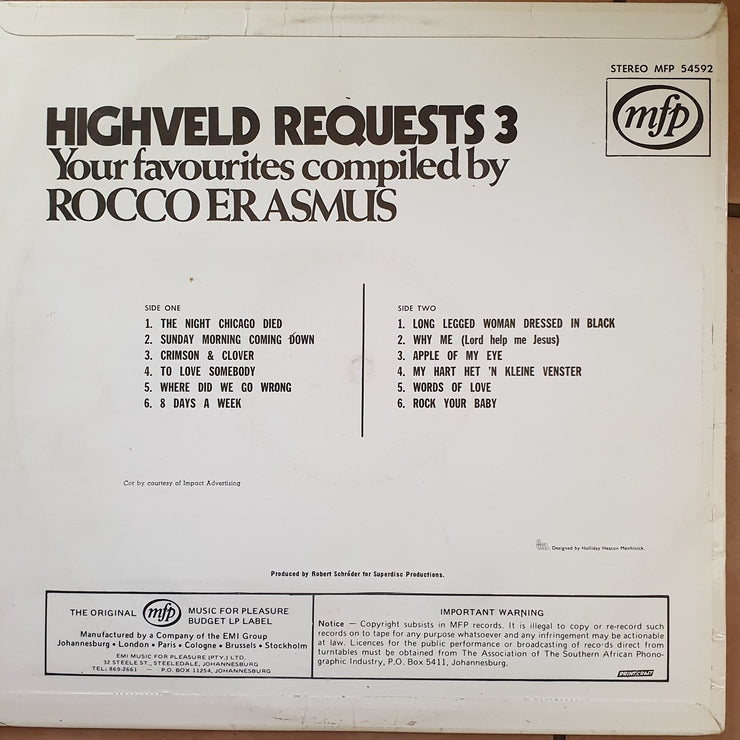 STEREO MFP 54592
mfp
HIGHVELD REQUESTS 3
Your favourites compiled by
ROCCO ERASMUS
SIDE ONE
1. THE NIGHT CHICAGO DIED
2. SUNDAY MORNING COMING DOWN
3. CRIMSON & CLOVER
4. TO LOVE SOMEBODY
5. WHERE DID WE GO WRONG
6. 8 DAYS A WEEK
SIDE TWO
1. LONG LEGGED WOMAN DRESSED IN BLACK
2. WHY ME (Lord help me Jesus)
3. APPLE OF MY EYE
4. MY HART HET 'N KLEINE VENSTER
5. WORDS OF LOVE
6. ROCK YOUR BABY
Car by courtesy of Impact Advertising
Designed by Holliday Heaton Menhinick.
Produced by Robert Schröder for Superdisc Productions.
THE ORIGINAL mfp MUSIC FOR PLEASURE
BUDGET LP LABEL
Manufactured by a Company of the EMI Group
Johannesburg • London • Paris • Cologne • Brussels • Stockholm
EMI MUSIC FOR PLEASURE (PTY.) LTD.
32 STEELE ST., STEELEDALE, JOHANNESBURG
TEL: 869-2661 — P.O. BOX 11254, JOHANNESBURG
IMPORTANT WARNING
Notice — Copyright subsists in MFP records. It is illegal to copy or re-record such
records on to tape for any purpose whatsoever and any infringement may be actionable
at law. Licences for the public performance or broadcasting of records direct from
turntables must be obtained from The Association of The Southern African Phono-
graphic Industry, P.O. Box 5411, Johannesburg.
PRINTCRAFT